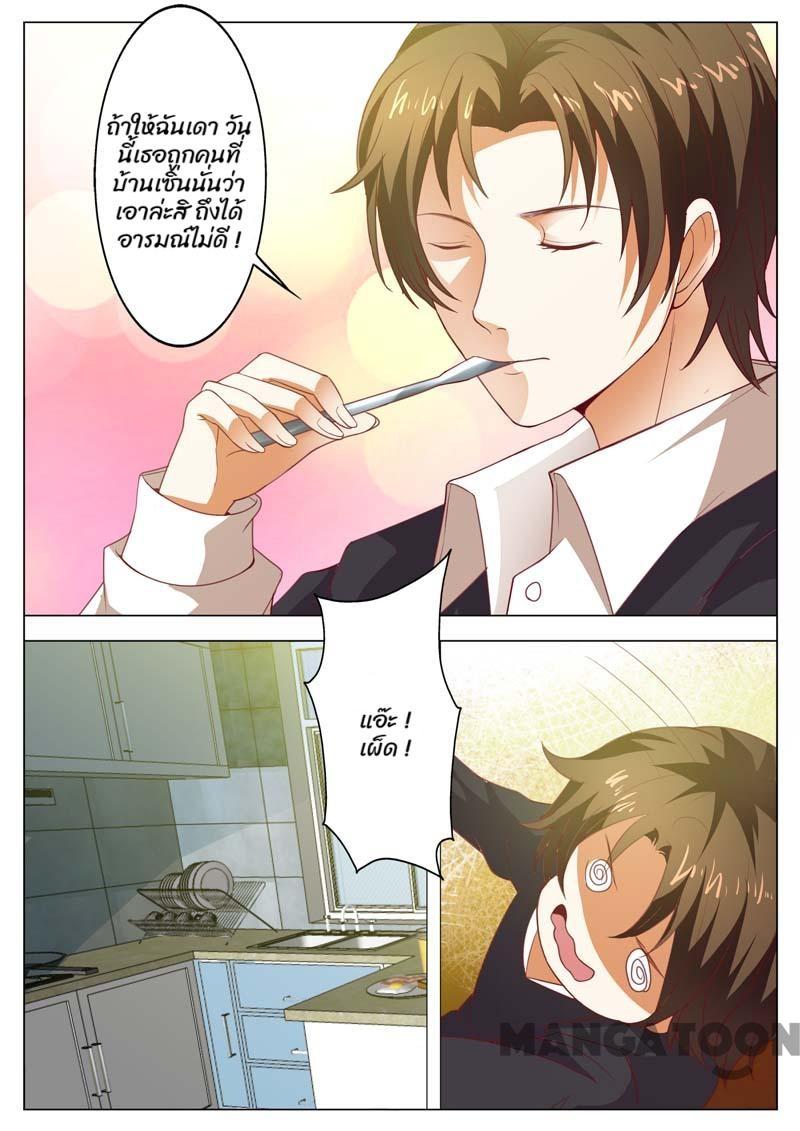 ถ้าให้ฉันเดา วัน
นี้เธอถูกคนที่
บ้านเซิ่นนั่นว่า
เอาล่ะสิ ถึงได้
อารมณ์ไม่ดี !
แอ๊ะ !
เผ็ด !
MANGATOON